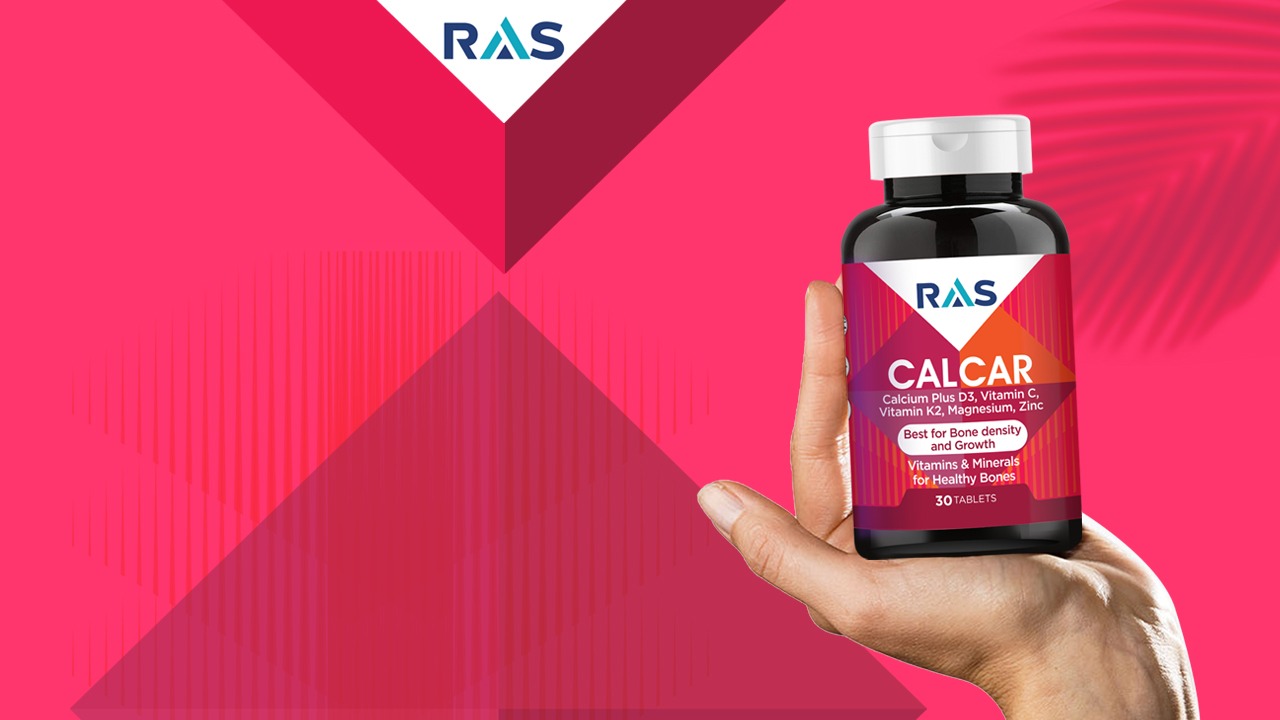 RAS
RAS
CALCAR
Calcium Plus D3, Vitamin C,
Vitamin K2, Magnesium, Zinc
Best for Bone density
and Growth
Vitamins & Minerals
for Healthy Bones
30 TABLETS